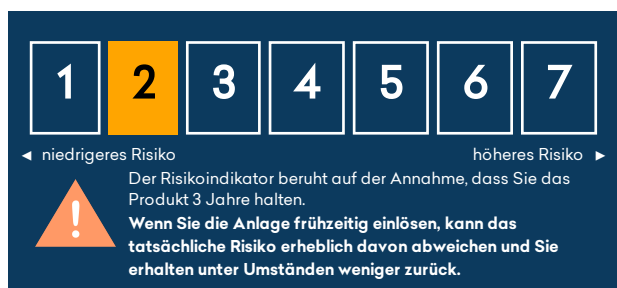 1 2 3 4 5 6 7
◄ niedrigeres Risiko höheres Risiko ►
Der Risikoindikator beruht auf der Annahme, dass Sie das
Produkt 3 Jahre halten.
Wenn Sie die Anlage frühzeitig einlösen, kann das
tatsächliche Risiko erheblich davon abweichen und Sie
erhalten unter Umständen weniger zurück.